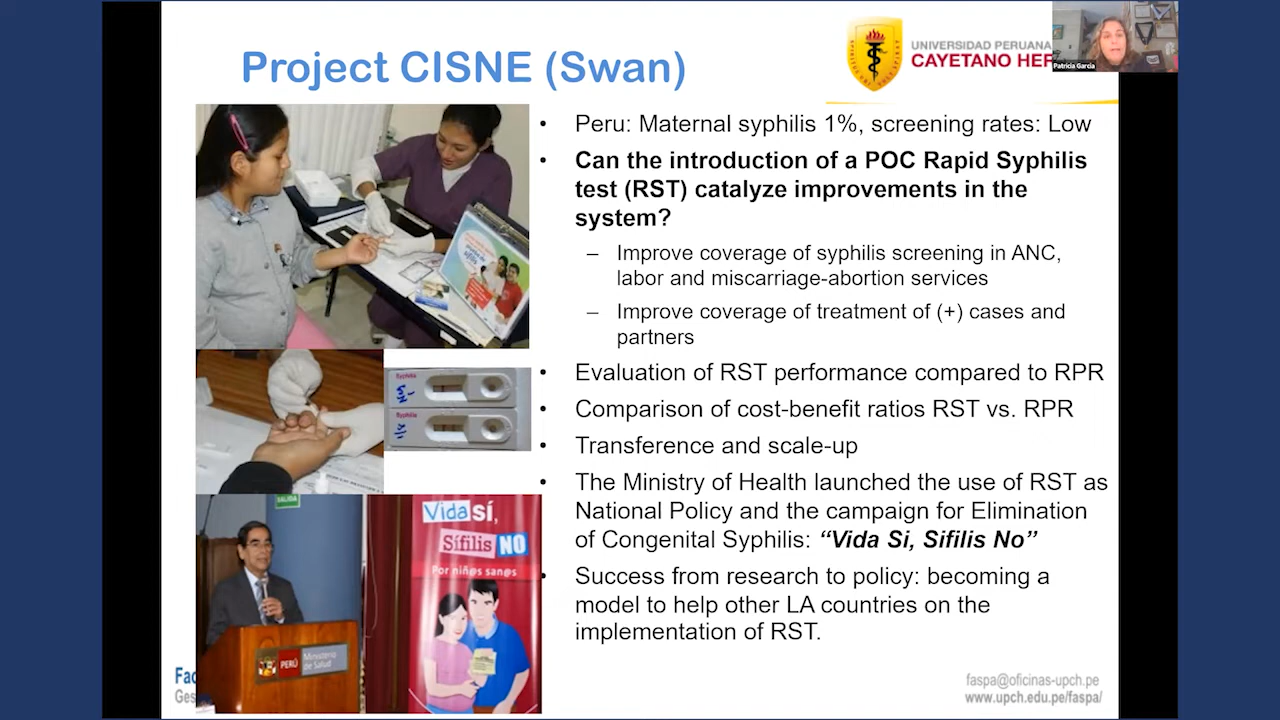 Project CISNE (Swan)
UNIVERSIDAD PERUANA
CAYETANO HER
Patricia Garcia
• Peru: Maternal syphilis 1%, screening rates: Low
• Can the introduction of a POC Rapid Syphilis
test (RST) catalyze improvements in the
system?
– Improve coverage of syphilis screening in ANC,
labor and miscarriage-abortion services
– Improve coverage of treatment of (+) cases and
partners
• Evaluation of RST performance compared to RPR
• Comparison of cost-benefit ratios RST vs. RPR
• Transference and scale-up
• The Ministry of Health launched the use of RST as
National Policy and the campaign for Elimination
of Congenital Syphilis: “Vida Si, Sifilis No”
• Success from research to policy: becoming a
model to help other LA countries on the
implementation of RST.
Syphilis
SALIDA
Vida sí,
Sífilis NO
Por niñ@s san@s
PERÚ
Ministerio
de Salud
Fac
Ges
faspa@oficinas-upch.pe
www.upch.edu.pe/faspa/